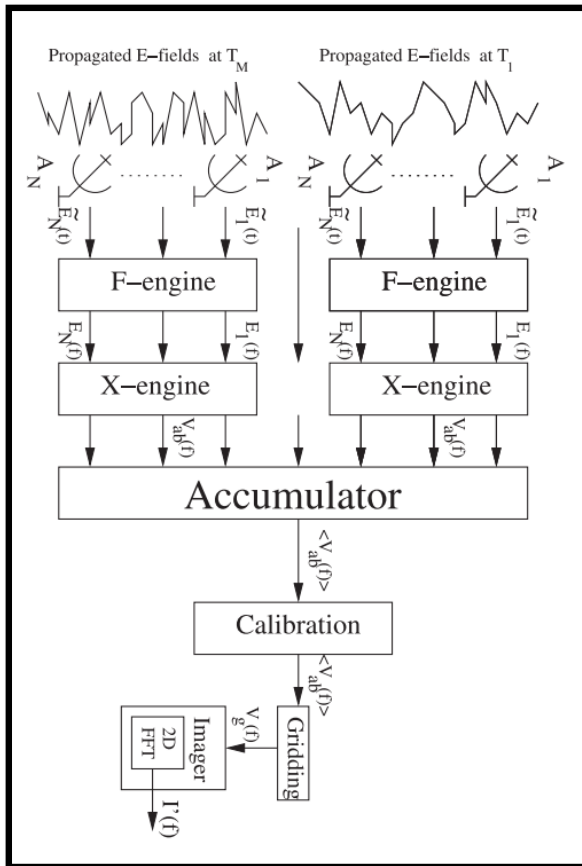 Propagated E−fields at T_M
Propagated E−fields at T_1
A_N ........ A_1
A_N ........ A_1
Ẽ_N(t) Ẽ_1(t)
Ẽ_N(t) Ẽ_1(t)
F−engine
F−engine
E_N(f) E_1(f)
E_N(f) E_1(f)
X−engine
X−engine
V_ab(f)
V_ab(f)
Accumulator
<V_ab(f)>
Calibration
<V_ab(f)>
Gridding
V_g(f)
Imager
2D
FFT
I'(f)